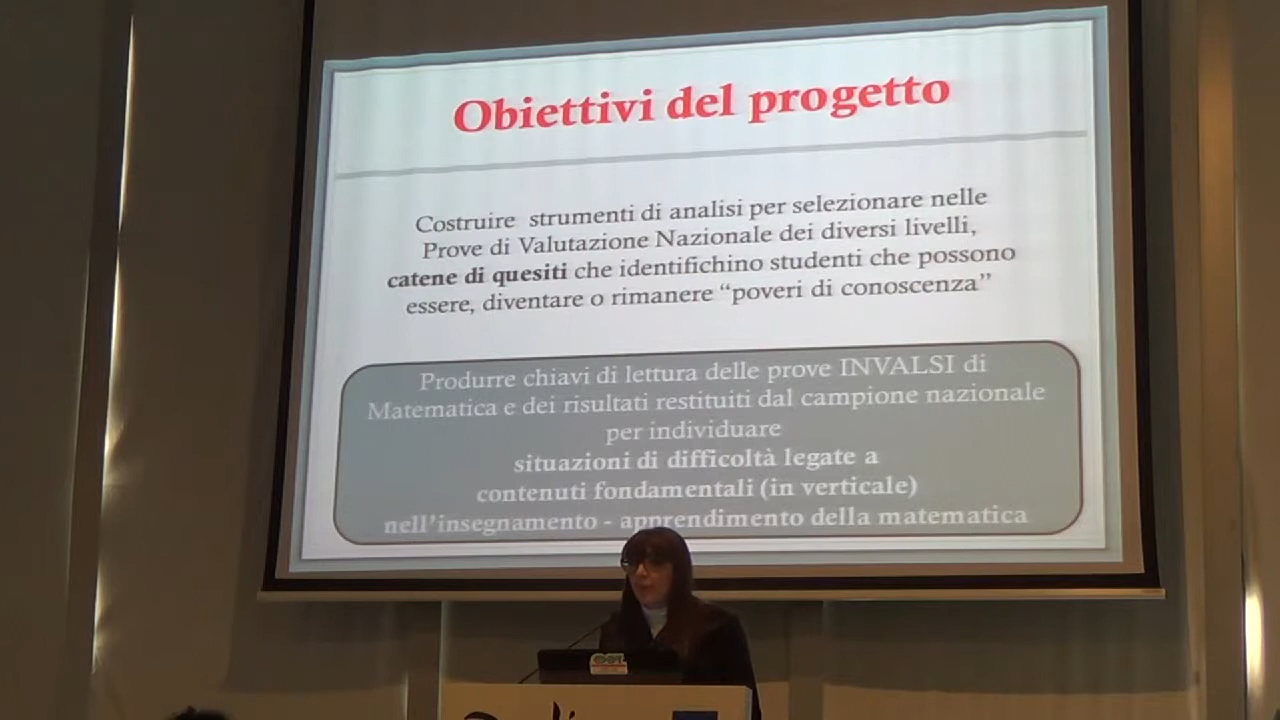 Obiettivi del progetto
Costruire strumenti di analisi per selezionare nelle
Prove di Valutazione Nazionale dei diversi livelli,
catene di quesiti che identifichino studenti che possono
essere, diventare o rimanere “poveri di conoscenza”
Produrre chiavi di lettura delle prove INVALSI di
Matematica e dei risultati restituiti dal campione nazionale
per individuare
situazioni di difficoltà legate a
contenuti fondamentali (in verticale)
nell'insegnamento - apprendimento della matematica